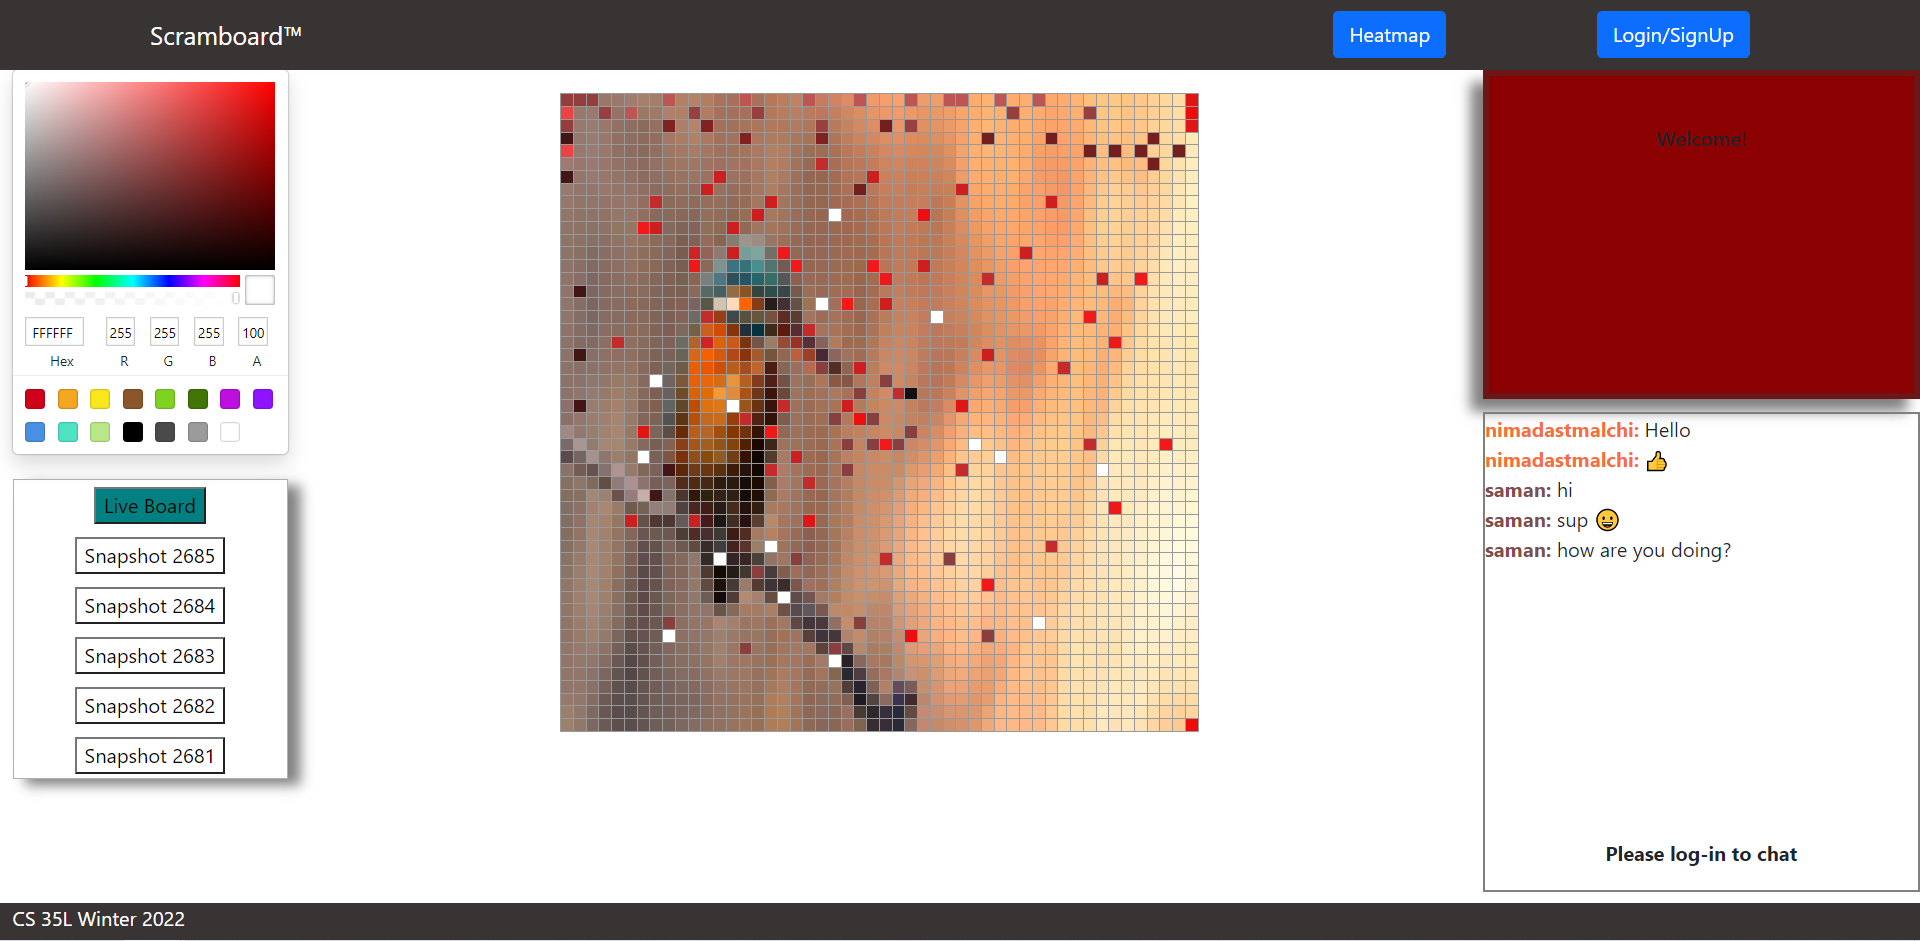 Scramboard™
Heatmap
Login/SignUp
FFFFFF
255
255
255
100
Hex
R
G
B
A
Live Board
Snapshot 2685
Snapshot 2684
Snapshot 2683
Snapshot 2682
Snapshot 2681
Welcome!
nimadastmalchi: Hello
nimadastmalchi: 👍
saman: hi
saman: sup 😀
saman: how are you doing?
Please log-in to chat
CS 35L Winter 2022